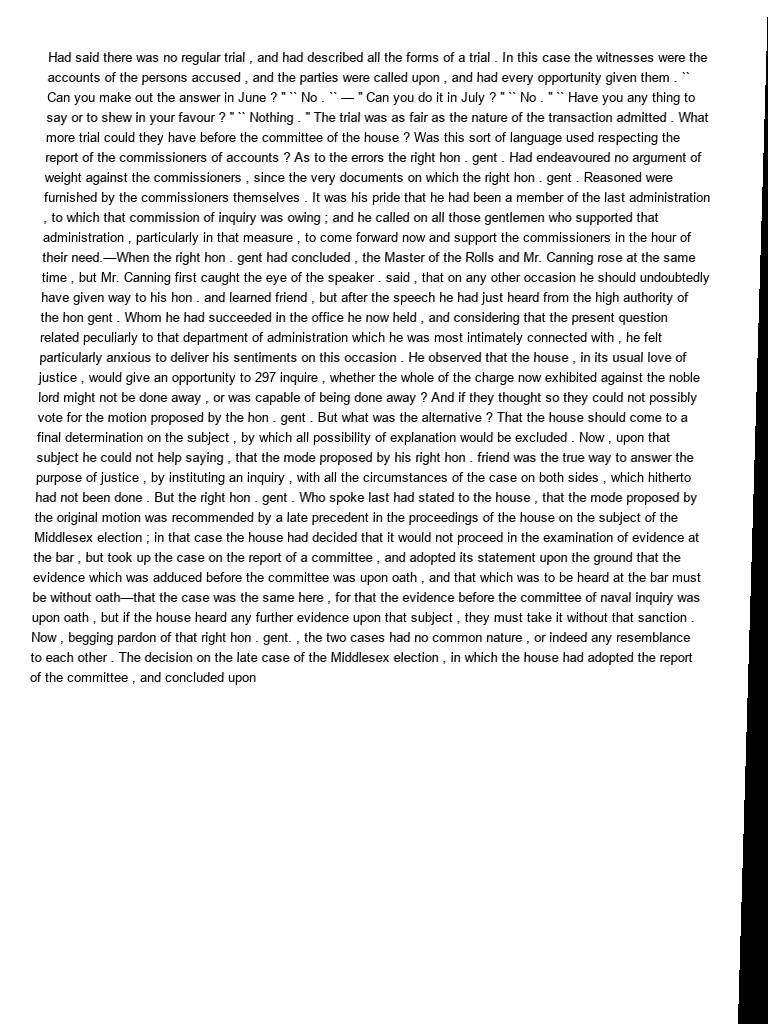 Had said there was no regular trial , and had described all the forms of a trial . In this case the witnesses were the
accounts of the persons accused , and the parties were called upon , and had every opportunity given them . ``
Can you make out the answer in June ? " `` No . `` — " Can you do it in July ? " `` No . " `` Have you any thing to
say or to shew in your favour ? " `` Nothing . " The trial was as fair as the nature of the transaction admitted . What
more trial could they have before the committee of the house ? Was this sort of language used respecting the
report of the commissioners of accounts ? As to the errors the right hon . gent . Had endeavoured no argument of
weight against the commissioners , since the very documents on which the right hon . gent . Reasoned were
furnished by the commissioners themselves . It was his pride that he had been a member of the last administration
, to which that commission of inquiry was owing ; and he called on all those gentlemen who supported that
administration , particularly in that measure , to come forward now and support the commissioners in the hour of
their need.—When the right hon . gent had concluded , the Master of the Rolls and Mr. Canning rose at the same
time , but Mr. Canning first caught the eye of the speaker . said , that on any other occasion he should undoubtedly
have given way to his hon . and learned friend , but after the speech he had just heard from the high authority of
the hon gent . Whom he had succeeded in the office he now held , and considering that the present question
related peculiarly to that department of administration which he was most intimately connected with , he felt
particularly anxious to deliver his sentiments on this occasion . He observed that the house , in its usual love of
justice , would give an opportunity to 297 inquire , whether the whole of the charge now exhibited against the noble
lord might not be done away , or was capable of being done away ? And if they thought so they could not possibly
vote for the motion proposed by the hon . gent . But what was the alternative ? That the house should come to a
final determination on the subject , by which all possibility of explanation would be excluded . Now , upon that
subject he could not help saying , that the mode proposed by his right hon . friend was the true way to answer the
purpose of justice , by instituting an inquiry , with all the circumstances of the case on both sides , which hitherto
had not been done . But the right hon . gent . Who spoke last had stated to the house , that the mode proposed by
the original motion was recommended by a late precedent in the proceedings of the house on the subject of the
Middlesex election ; in that case the house had decided that it would not proceed in the examination of evidence at
the bar , but took up the case on the report of a committee , and adopted its statement upon the ground that the
evidence which was adduced before the committee was upon oath , and that which was to be heard at the bar must
be without oath—that the case was the same here , for that the evidence before the committee of naval inquiry was
upon oath , but if the house heard any further evidence upon that subject , they must take it without that sanction .
Now , begging pardon of that right hon . gent. , the two cases had no common nature , or indeed any resemblance
to each other . The decision on the late case of the Middlesex election , in which the house had adopted the report
of the committee , and concluded upon